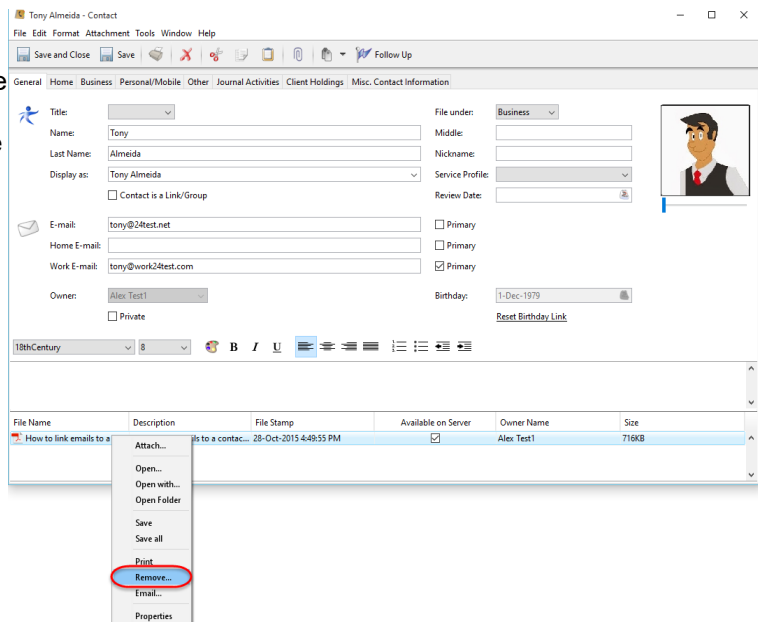 Tony Almeida - Contact
File Edit Format Attachment Tools Window Help
Save and Close Save Follow Up
e General Home Business Personal/Mobile Other Journal Activities Client Holdings Misc. Contact Information
Title: File under: Business
e
Name: Tony Middle:
Last Name: Almeida Nickname:
Display as: Tony Almeida Service Profile:
Contact is a Link/Group Review Date:
E-mail: tony@24test.net Primary
Home E-mail: Primary
Work E-mail: tony@work24test.com Primary
Owner: Alex Test1 Birthday: 1-Dec-1979
Private Reset Birthday Link
18thCentury 8 B I U
File Name Description File Stamp Available on Server Owner Name Size
How to link emails to a ls to a contac... 28-Oct-2015 4:49:55 PM Alex Test1 716KB
Attach...
Open...
Open with...
Open Folder
Save
Save all
Print
Remove...
Email...
Properties